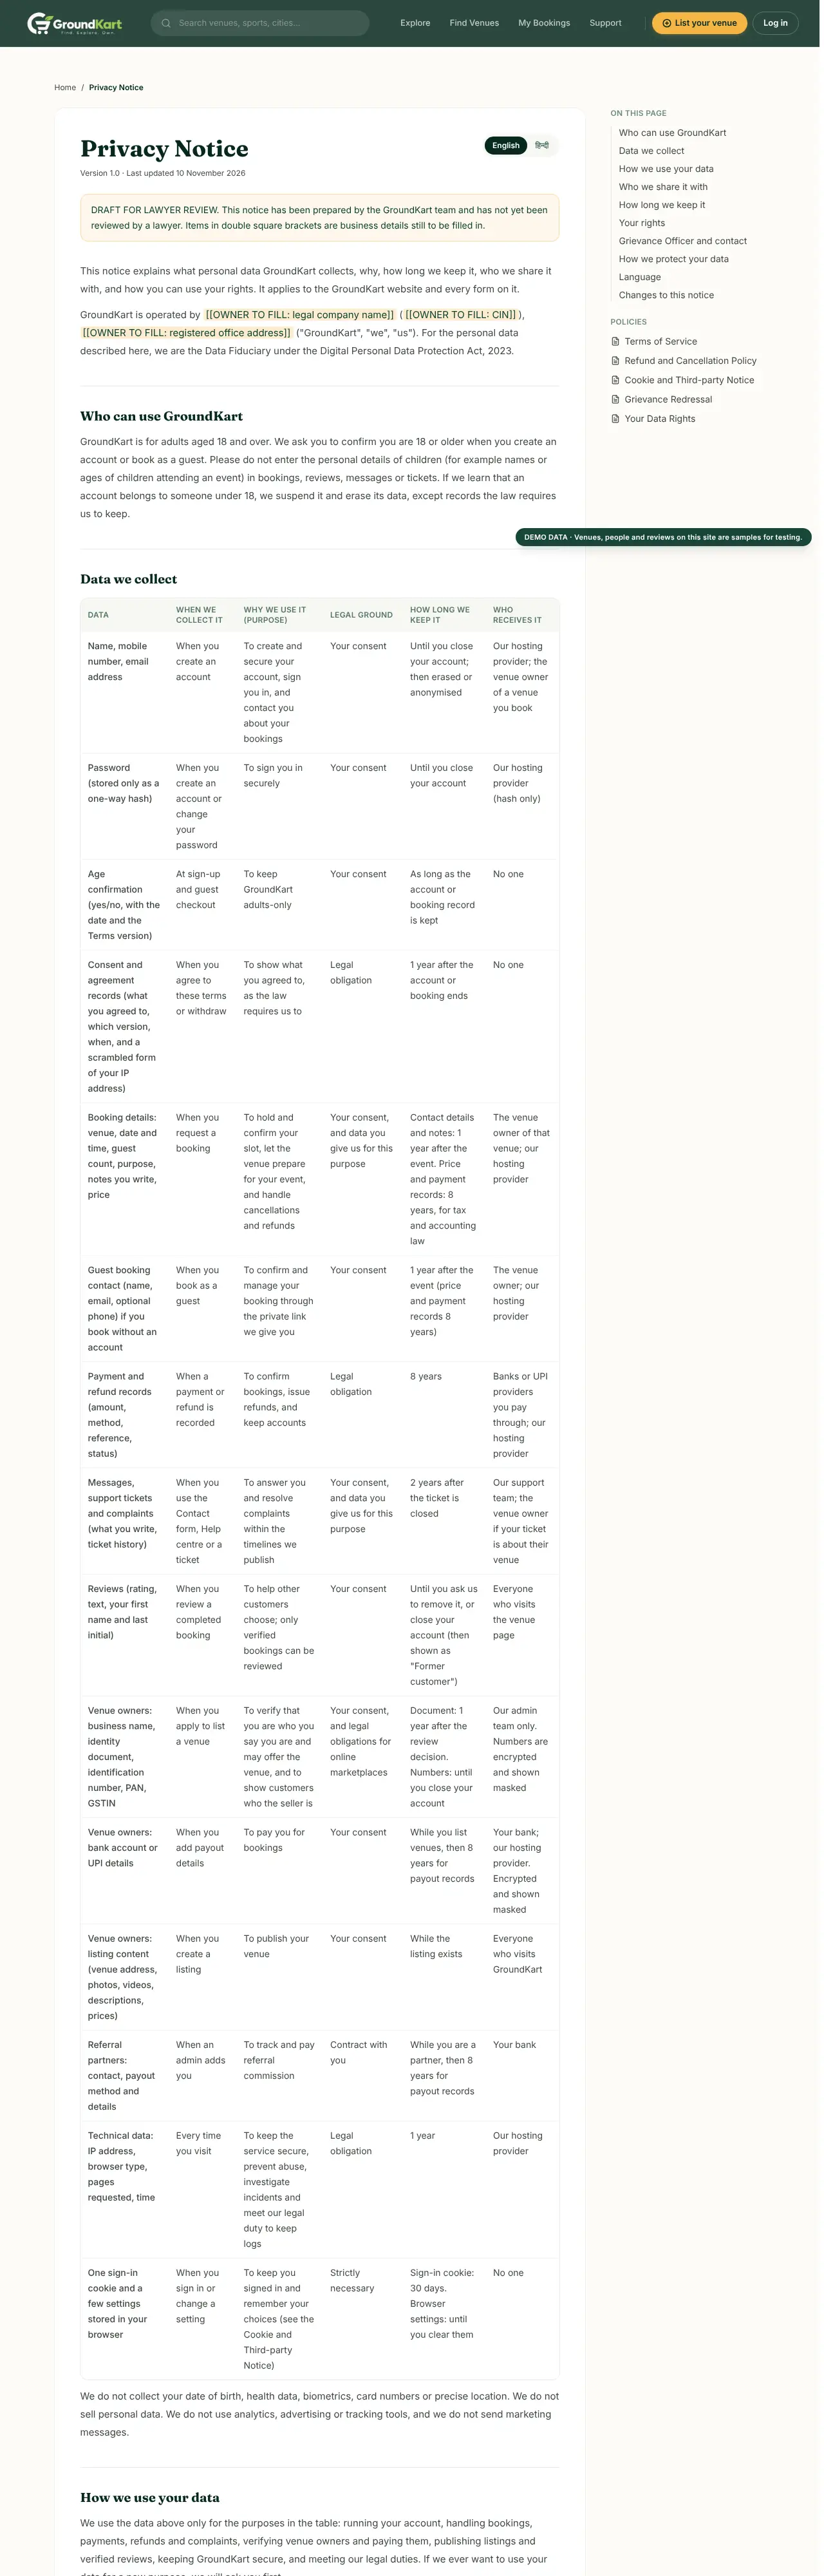 GroundKart
Find. Explore. Own.
Search venues, sports, cities...
Explore
Find Venues
My Bookings
Support
List your venue
Log in
Home / Privacy Notice
Privacy Notice
English
हिन्दी
Version 1.0 · Last updated 10 November 2026
DRAFT FOR LAWYER REVIEW. This notice has been prepared by the GroundKart team and has not yet been
reviewed by a lawyer. Items in double square brackets are business details still to be filled in.
This notice explains what personal data GroundKart collects, why, how long we keep it, who we share it
with, and how you can use your rights. It applies to the GroundKart website and every form on it.
GroundKart is operated by [[OWNER TO FILL: legal company name]] ( [[OWNER TO FILL: CIN]] ),
[[OWNER TO FILL: registered office address]] ("GroundKart", "we", "us"). For the personal data
described here, we are the Data Fiduciary under the Digital Personal Data Protection Act, 2023.
Who can use GroundKart
GroundKart is for adults aged 18 and over. We ask you to confirm you are 18 or older when you create an
account or book as a guest. Please do not enter the personal details of children (for example names or
ages of children attending an event) in bookings, reviews, messages or tickets. If we learn that an
account belongs to someone under 18, we suspend it and erase its data, except records the law requires
us to keep.
Data we collect
DATA
WHEN WE
COLLECT IT
WHY WE USE IT
(PURPOSE)
LEGAL GROUND
HOW LONG WE
KEEP IT
WHO
RECEIVES IT
Name, mobile
number, email
address
When you
create an
account
To create and
secure your
account, sign
you in, and
contact you
about your
bookings
Your consent
Until you close
your account;
then erased or
anonymised
Our hosting
provider; the
venue owner
of a venue
you book
Password
(stored only as a
one-way hash)
When you
create an
account or
change
your
password
To sign you in
securely
Your consent
Until you close
your account
Our hosting
provider
(hash only)
Age
confirmation
(yes/no, with the
date and the
Terms version)
At sign-up
and guest
checkout
To keep
GroundKart
adults-only
Your consent
As long as the
account or
booking record
is kept
No one
Consent and
agreement
records (what
you agreed to,
which version,
when, and a
scrambled form
of your IP
address)
When you
agree to
these terms
or withdraw
To show what
you agreed to,
as the law
requires us to
Legal
obligation
1 year after the
account or
booking ends
No one
Booking details:
venue, date and
time, guest
count, purpose,
notes you write,
price
When you
request a
booking
To hold and
confirm your
slot, let the
venue prepare
for your event,
and handle
cancellations
and refunds
Your consent,
and data you
give us for this
purpose
Contact details
and notes: 1
year after the
event. Price
and payment
records: 8
years, for tax
and accounting
law
The venue
owner of that
venue; our
hosting
provider
Guest booking
contact (name,
email, optional
phone) if you
book without an
account
When you
book as a
guest
To confirm and
manage your
booking through
the private link
we give you
Your consent
1 year after the
event (price
and payment
records 8
years)
The venue
owner; our
hosting
provider
Payment and
refund records
(amount,
method,
reference,
status)
When a
payment or
refund is
recorded
To confirm
bookings, issue
refunds, and
keep accounts
Legal
obligation
8 years
Banks or UPI
providers
you pay
through; our
hosting
provider
Messages,
support tickets
and complaints
(what you write,
ticket history)
When you
use the
Contact
form, Help
centre or a
ticket
To answer you
and resolve
complaints
within the
timelines we
publish
Your consent,
and data you
give us for this
purpose
2 years after
the ticket is
closed
Our support
team; the
venue owner
if your ticket
is about their
venue
Reviews (rating,
text, your first
name and last
initial)
When you
review a
completed
booking
To help other
customers
choose; only
verified
bookings can be
reviewed
Your consent
Until you ask us
to remove it, or
close your
account (then
shown as
"Former
customer")
Everyone
who visits
the venue
page
Venue owners:
business name,
identity
document,
identification
number, PAN,
GSTIN
When you
apply to list
a venue
To verify that
you are who you
say you are and
may offer the
venue, and to
show customers
who the seller is
Your consent,
and legal
obligations for
online
marketplaces
Document: 1
year after the
review
decision.
Numbers: until
you close your
account
Our admin
team only.
Numbers are
encrypted
and shown
masked
Venue owners:
bank account or
UPI details
When you
add payout
details
To pay you for
bookings
Your consent
While you list
venues, then 8
years for
payout records
Your bank;
our hosting
provider.
Encrypted
and shown
masked
Venue owners:
listing content
(venue address,
photos, videos,
descriptions,
prices)
When you
create a
listing
To publish your
venue
Your consent
While the
listing exists
Everyone
who visits
GroundKart
Referral
partners:
contact, payout
method and
details
When an
admin adds
you
To track and pay
referral
commission
Contract with
you
While you are a
partner, then 8
years for
payout records
Your bank
Technical data:
IP address,
browser type,
pages
requested, time
Every time
you visit
To keep the
service secure,
prevent abuse,
investigate
incidents and
meet our legal
duty to keep
logs
Legal
obligation
1 year
Our hosting
provider
One sign-in
cookie and a
few settings
stored in your
browser
When you
sign in or
change a
setting
To keep you
signed in and
remember your
choices (see the
Cookie and
Third-party
Notice)
Strictly
necessary
Sign-in cookie:
30 days.
Browser
settings: until
you clear them
No one
We do not collect your date of birth, health data, biometrics, card numbers or precise location. We do not
sell personal data. We do not use analytics, advertising or tracking tools, and we do not send marketing
messages.
How we use your data
We use the data above only for the purposes in the table: running your account, handling bookings,
payments, refunds and complaints, verifying venue owners and paying them, publishing listings and
verified reviews, keeping GroundKart secure, and meeting our legal duties. If we ever want to use your
ON THIS PAGE
Who can use GroundKart
Data we collect
How we use your data
Who we share it with
How long we keep it
Your rights
Grievance Officer and contact
How we protect your data
Language
Changes to this notice
POLICIES
Terms of Service
Refund and Cancellation Policy
Cookie and Third-party Notice
Grievance Redressal
Your Data Rights
DEMO DATA · Venues, people and reviews on this site are samples for testing.